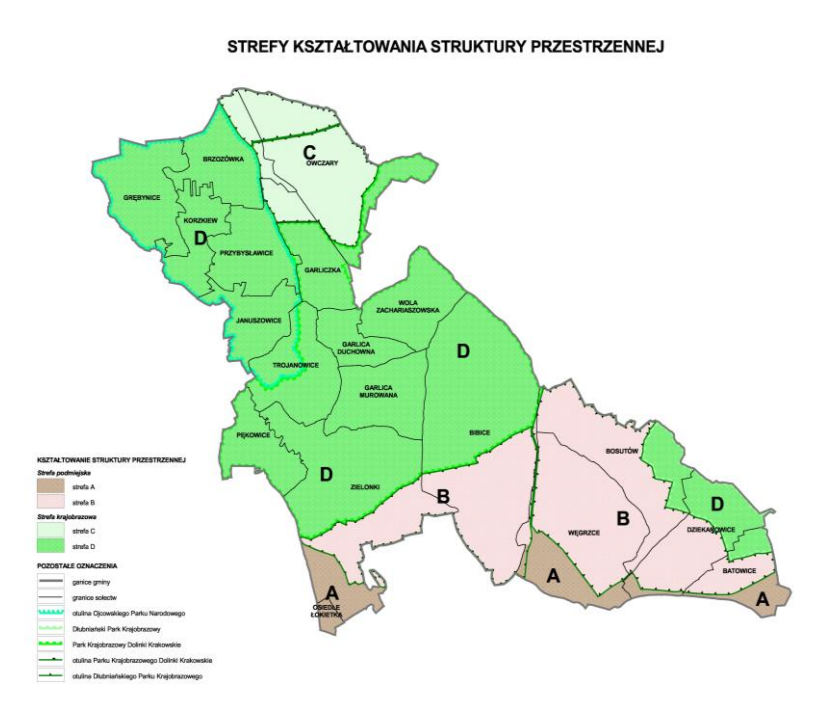 STREFY KSZTAŁTOWANIA STRUKTURY PRZESTRZENNEJ
BRZOZÓWKA
C
OWCZARY
GRĘBYNICE
KORZKIEW
D
PRZYBYSŁAWICE
GARLICZKA
WOLA
ZACHARIASZOWSKA
JANUSZOWICE
GARLICA
DUCHOWNA
D
TROJANOWICE
GARLICA
MUROWANA
PĘKOWICE
BIBICE
BOSUTÓW
D
ZIELONKI
B
D
DZIEKANOWICE
B
WĘGRZCE
BATOWICE
A
A
A
OSIEDLE
ŁOKIETKA
KSZTAŁTOWANIE STRUKTURY PRZESTRZENNEJ
Strefa podmiejska
strefa A
strefa B
Strefa krajobrazowa
strefa C
strefa D
POZOSTAŁE OZNACZENIA
ganice gminy
granice sołectw
otulina Ojcowskiego Parku Narodowego
Dłubniański Park Krajobrazowy
Park Krajobrazowy Dolinki Krakowskie
otulina Parku Krajobrazowego Dolinki Krakowskie
otulina Dłubniańskiego Parku Krajobrazowego